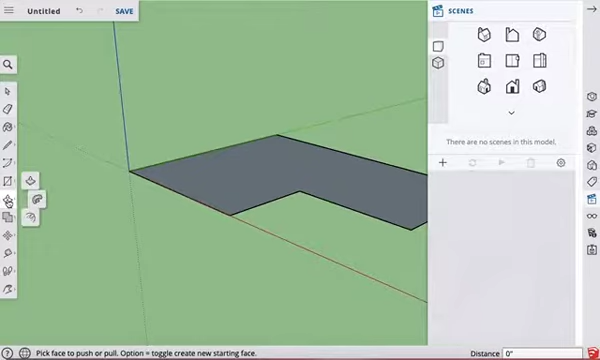 Untitled
SAVE
SCENES
There are no scenes in this model.
Pick face to push or pull. Option = toggle create new starting face.
Distance 0"